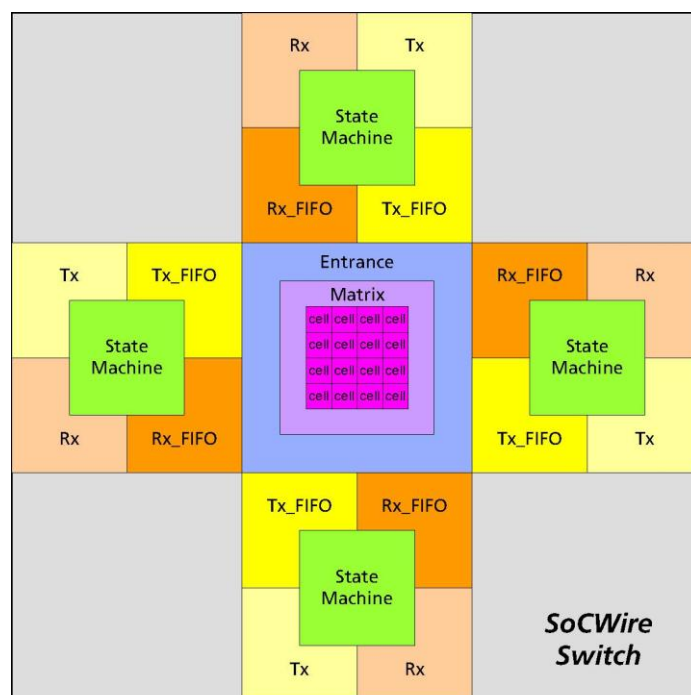 Rx Tx
State
Machine
Rx_FIFO Tx_FIFO
Tx Tx_FIFO
State
Machine
Rx Rx_FIFO
Entrance
Matrix
cell cell cell cell
cell cell cell cell
cell cell cell cell
cell cell cell cell
Rx_FIFO Rx
State
Machine
Tx_FIFO Tx
Tx_FIFO Rx_FIFO
State
Machine
Tx Rx
SoCWire
Switch